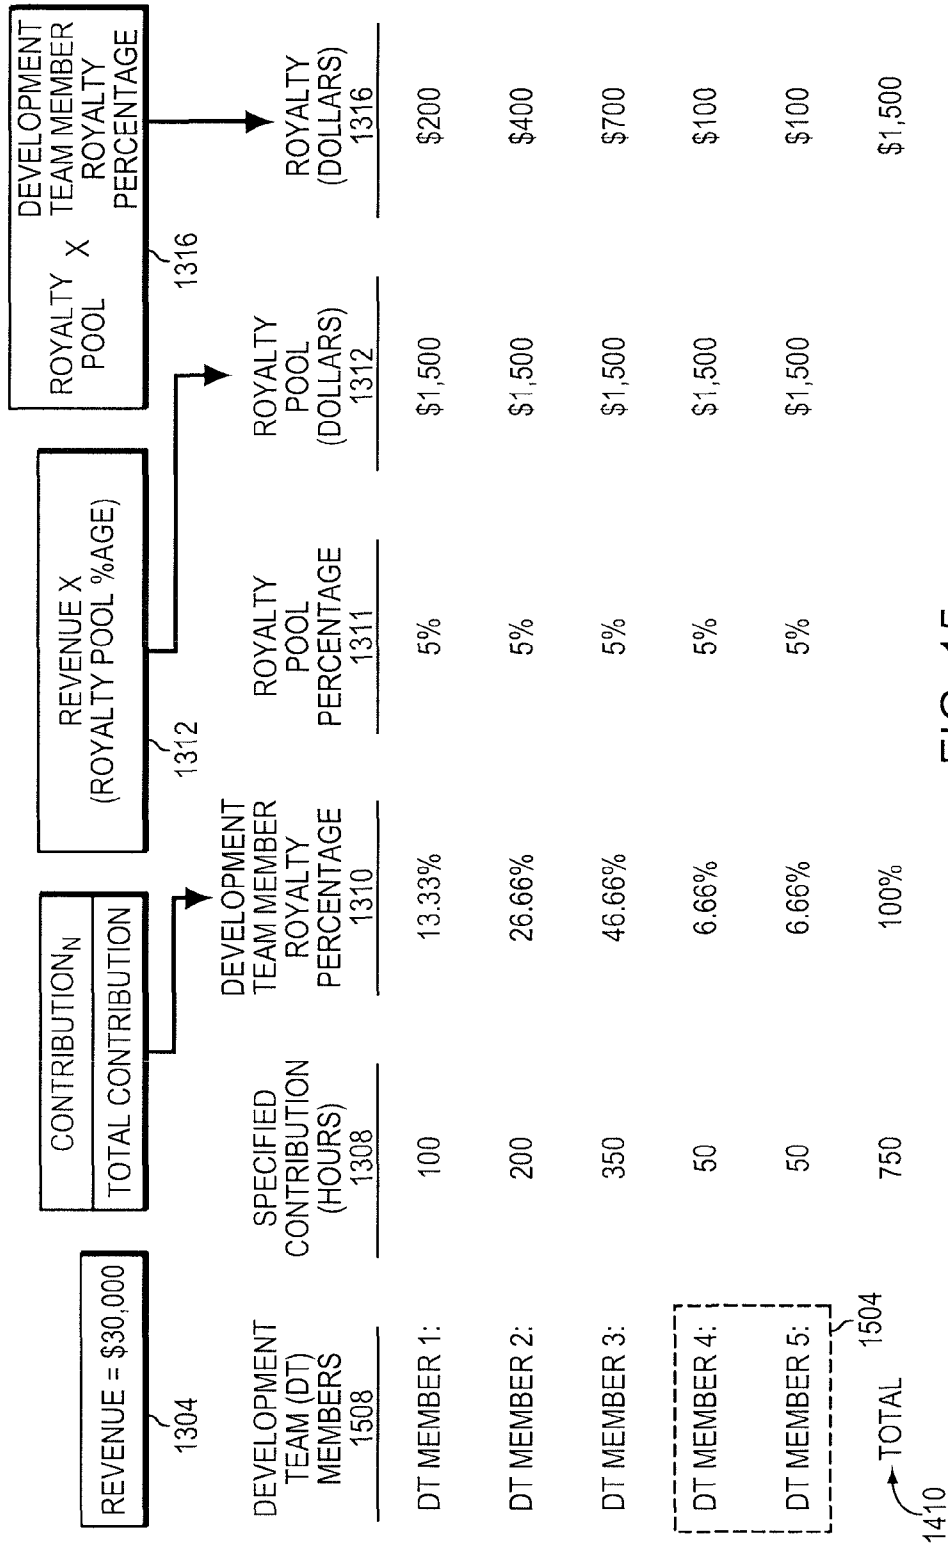 REVENUE = $30,000
1304
CONTRIBUTIONN
TOTAL CONTRIBUTION
REVENUE X
(ROYALTY POOL %AGE)
1312
ROYALTY
POOL
X
DEVELOPMENT
TEAM MEMBER
ROYALTY
PERCENTAGE
1316
DEVELOPMENT
TEAM (DT)
MEMBERS
1508
SPECIFIED
CONTRIBUTION
(HOURS)
1308
DEVELOPMENT
TEAM MEMBER
ROYALTY
PERCENTAGE
1310
ROYALTY
POOL
PERCENTAGE
1311
ROYALTY
POOL
(DOLLARS)
1312
ROYALTY
(DOLLARS)
1316
DT MEMBER 1: 100 13.33% 5% $1,500 $200
DT MEMBER 2: 200 26.66% 5% $1,500 $400
DT MEMBER 3: 350 46.66% 5% $1,500 $700
DT MEMBER 4: 50 6.66% 5% $1,500 $100
DT MEMBER 5: 50 6.66% 5% $1,500 $100
1504
TOTAL 750 100% $1,500
1410